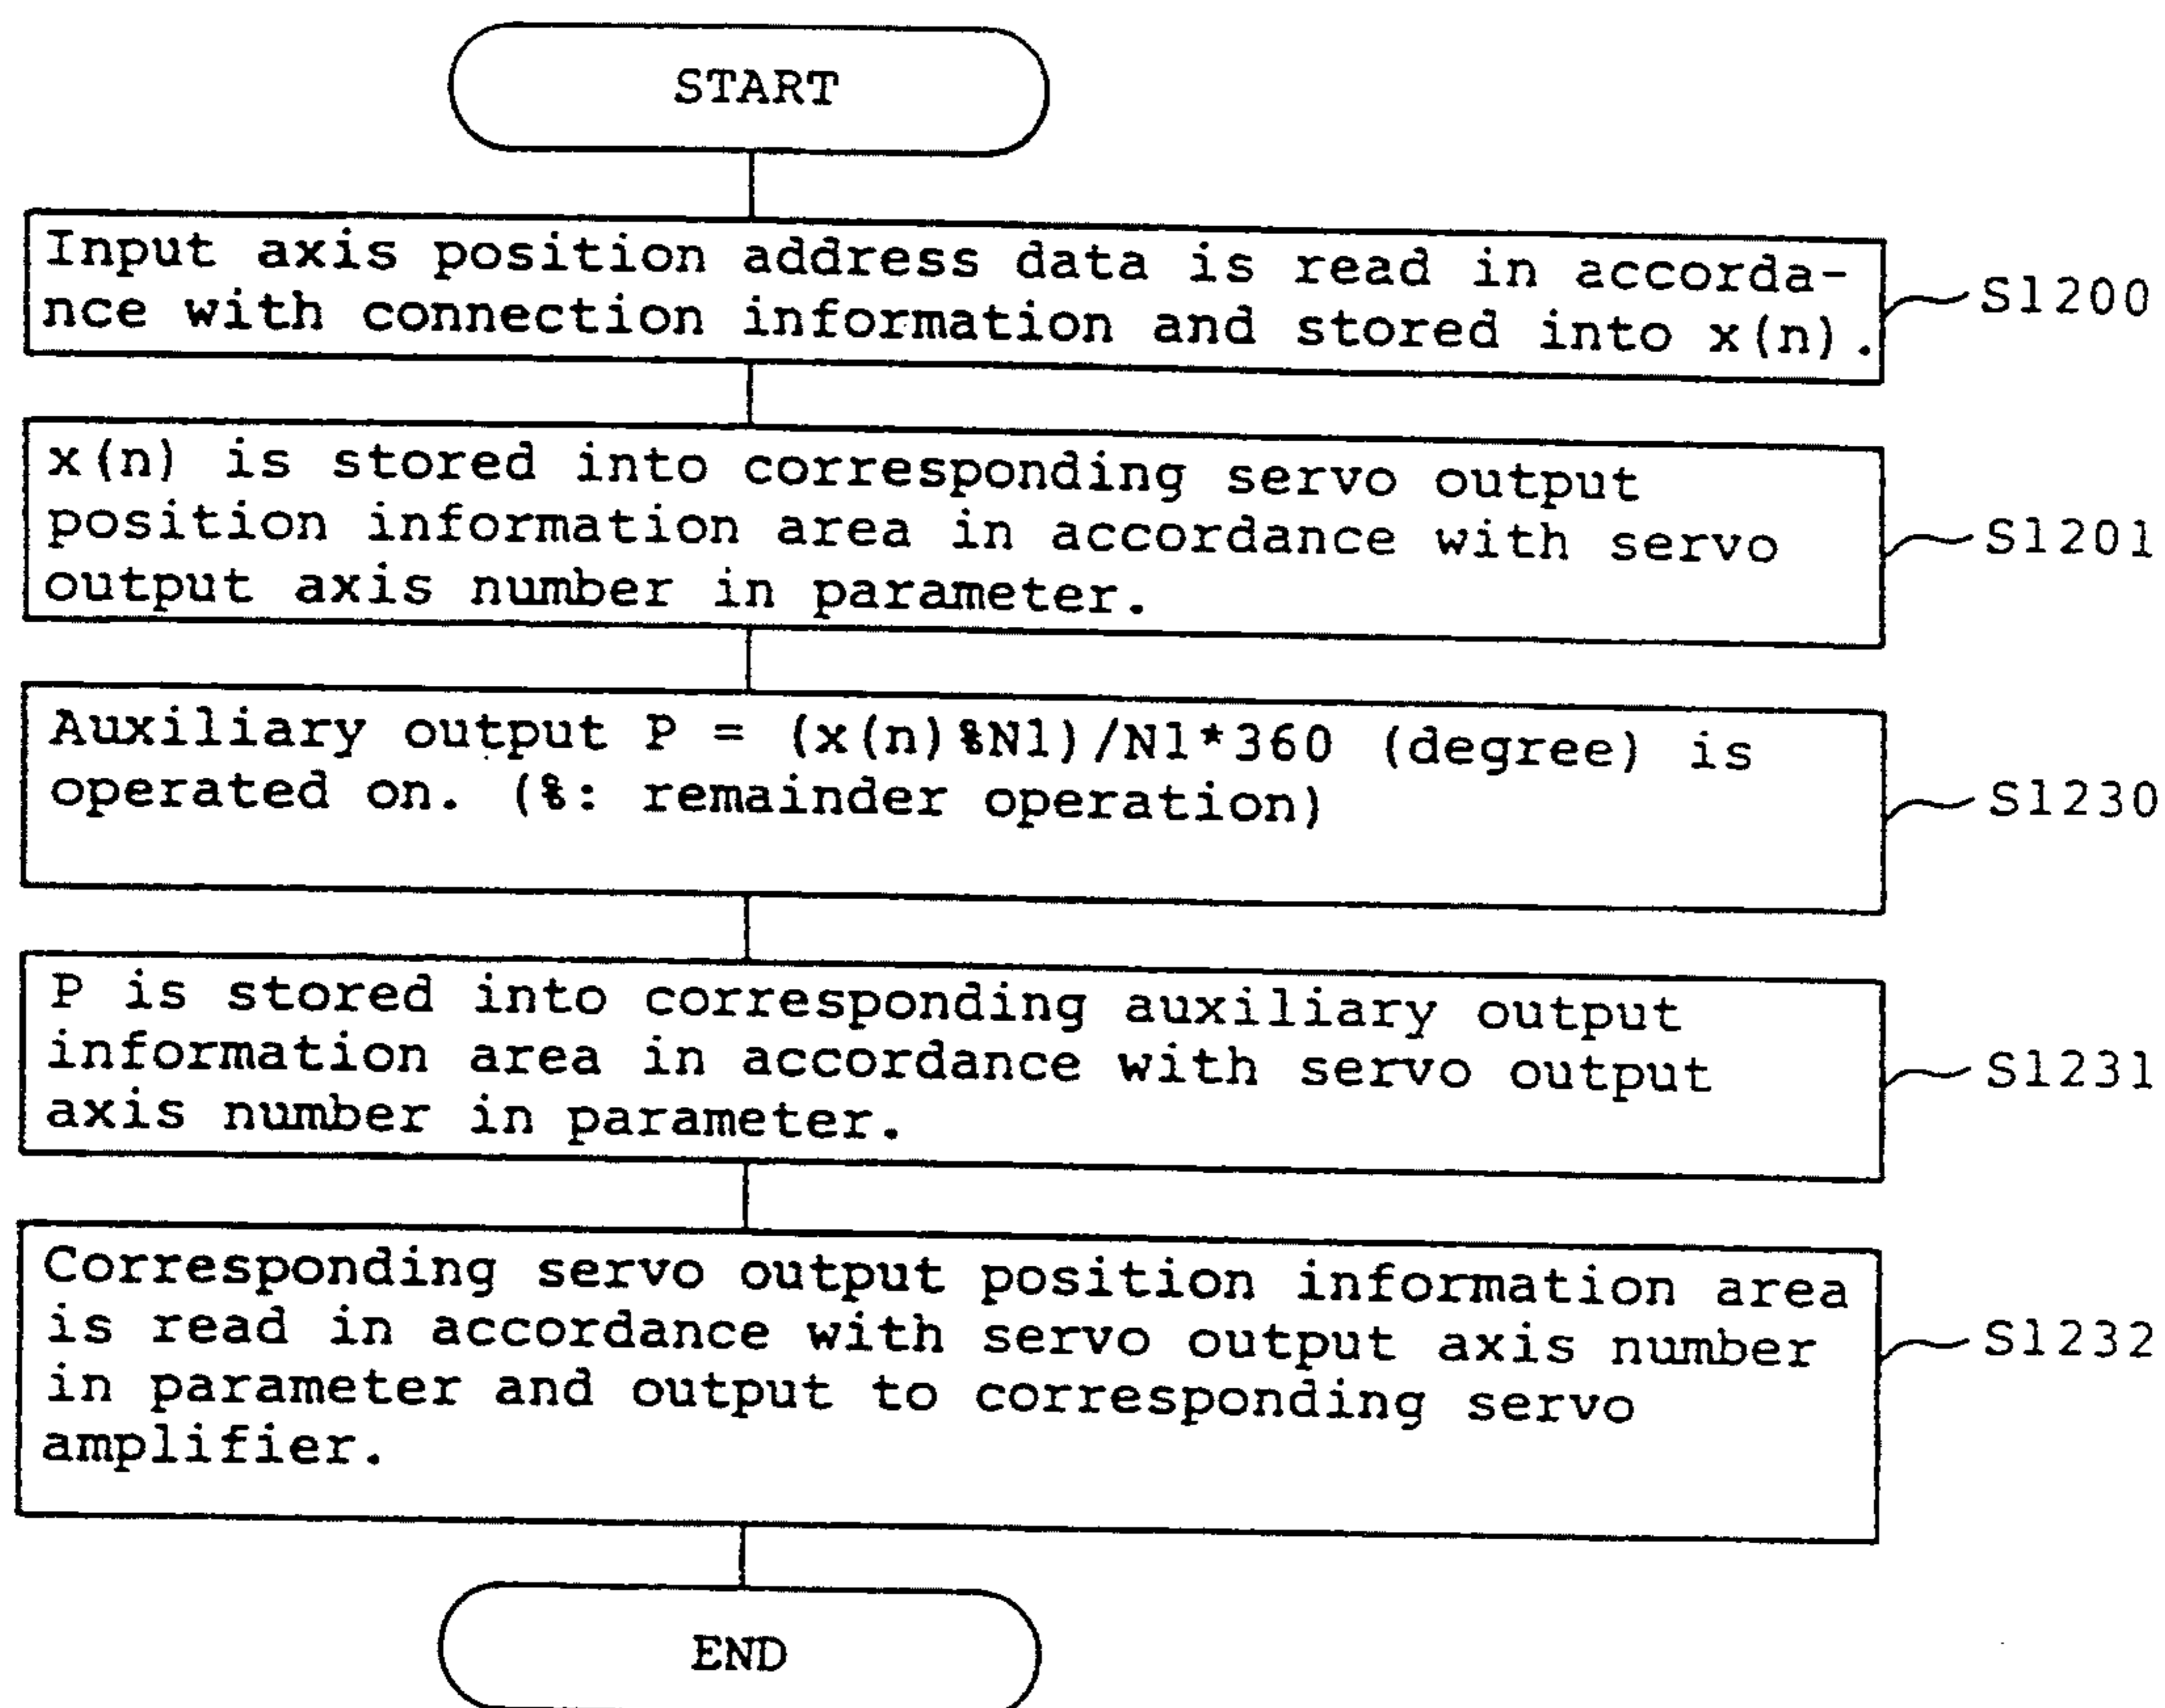 START
Input axis position address data is read in accorda-
nce with connection information and stored into x(n).
S1200
x(n) is stored into corresponding servo output
position information area in accordance with servo
output axis number in parameter.
S1201
Auxiliary output P = (x(n)%N1)/N1*360 (degree) is
operated on. (%: remainder operation)
S1230
P is stored into corresponding auxiliary output
information area in accordance with servo output
axis number in parameter.
S1231
Corresponding servo output position information area
is read in accordance with servo output axis number
in parameter and output to corresponding servo
amplifier.
S1232
END